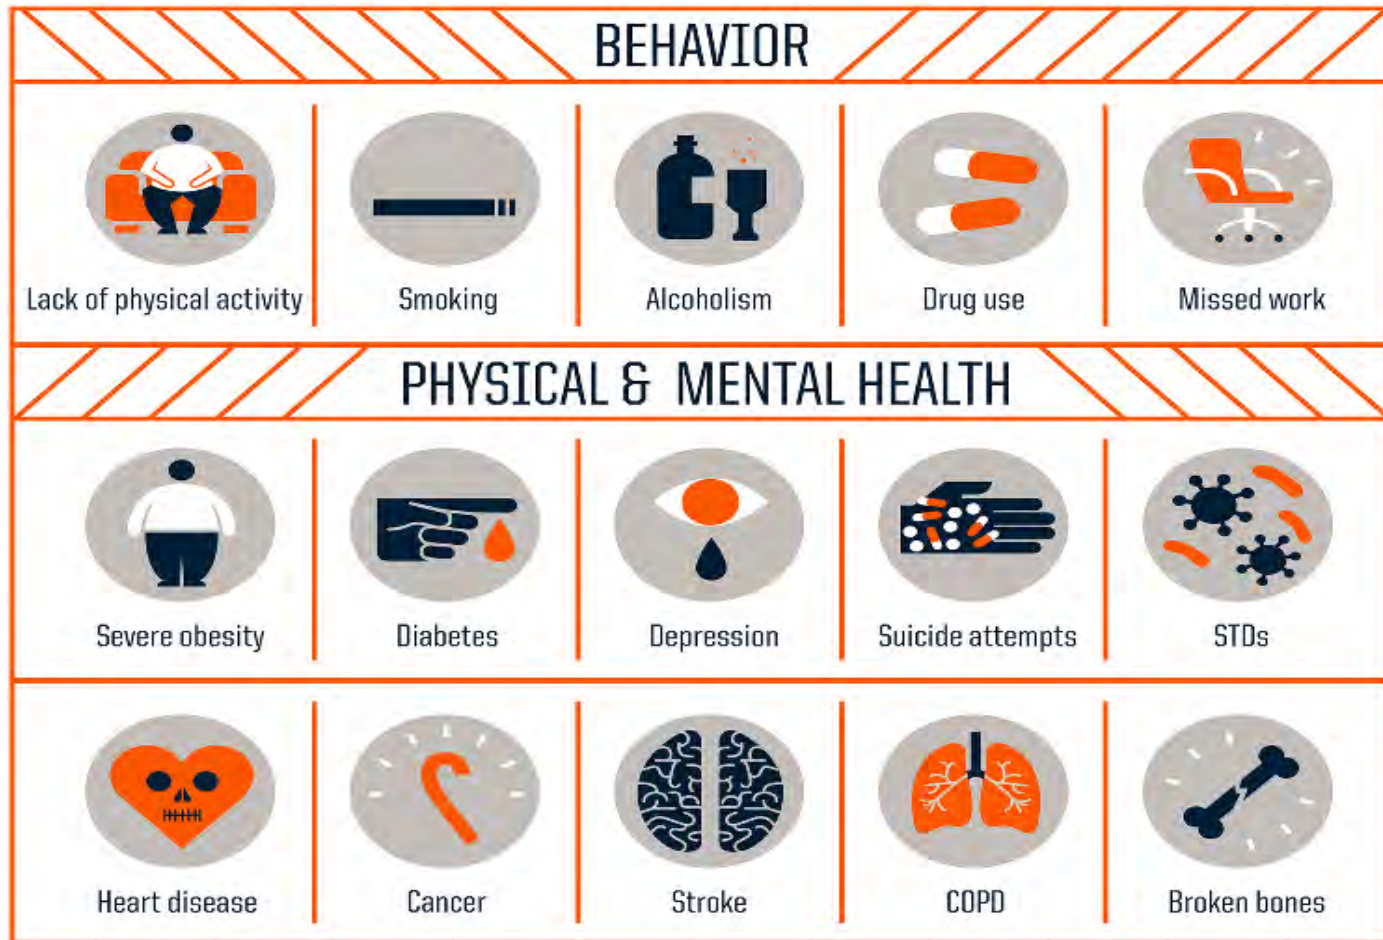 BEHAVIOR
Lack of physical activity
Smoking
Alcoholism
Drug use
Missed work
PHYSICAL & MENTAL HEALTH
Severe obesity
Diabetes
Depression
Suicide attempts
STDs
Heart disease
Cancer
Stroke
COPD
Broken bones